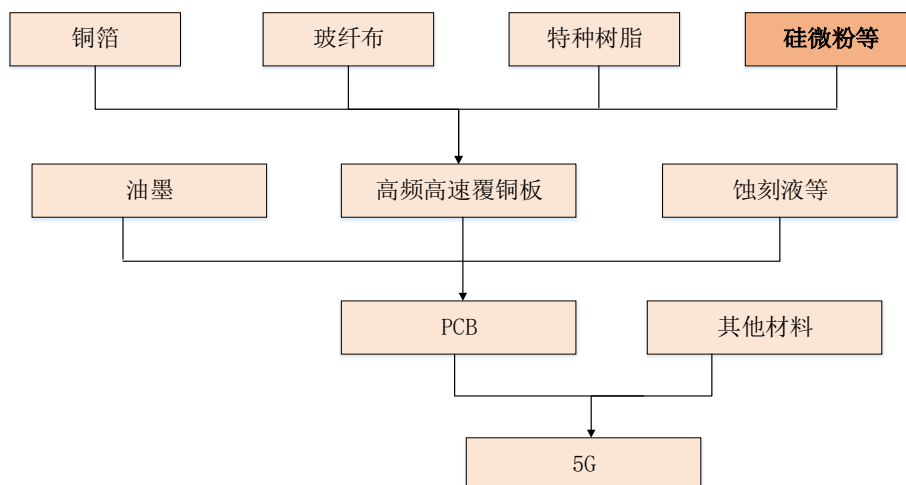 铜箔
玻纤布
特种树脂
硅微粉等
油墨
高频高速覆铜板
蚀刻液等
PCB
其他材料
5G